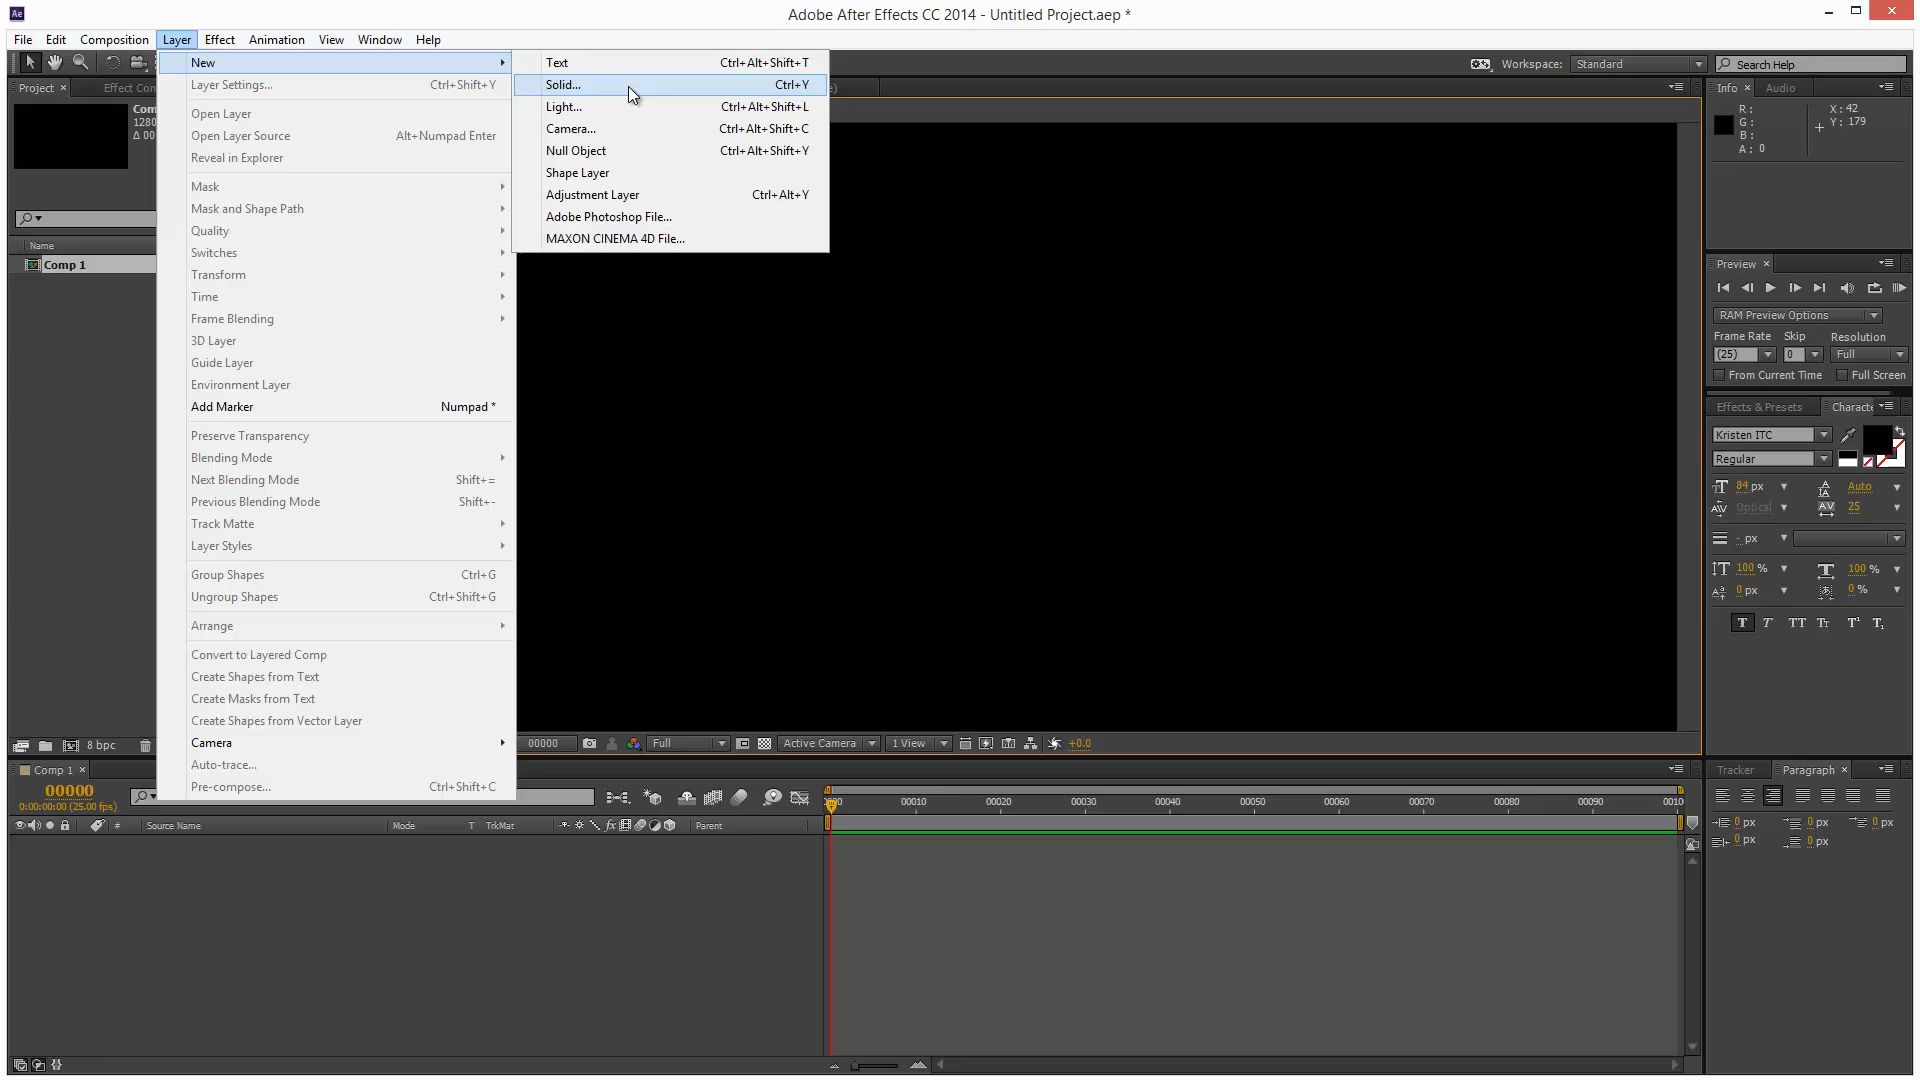 Ae
Adobe After Effects CC 2014 - Untitled Project.aep *
File Edit Composition Layer Effect Animation View Window Help
Workspace: Standard Search Help
New
Layer Settings... Ctrl+Shift+Y
Open Layer
Open Layer Source Alt+Numpad Enter
Reveal in Explorer
Mask
Mask and Shape Path
Quality
Switches
Transform
Time
Frame Blending
3D Layer
Guide Layer
Environment Layer
Add Marker Numpad *
Preserve Transparency
Blending Mode
Next Blending Mode Shift+=
Previous Blending Mode Shift+-
Track Matte
Layer Styles
Group Shapes Ctrl+G
Ungroup Shapes Ctrl+Shift+G
Arrange
Convert to Layered Comp
Create Shapes from Text
Create Masks from Text
Create Shapes from Vector Layer
Camera
Auto-trace...
Pre-compose... Ctrl+Shift+C
Text Ctrl+Alt+Shift+T
Solid... Ctrl+Y
Light... Ctrl+Alt+Shift+L
Camera... Ctrl+Alt+Shift+C
Null Object Ctrl+Alt+Shift+Y
Shape Layer
Adjustment Layer Ctrl+Alt+Y
Adobe Photoshop File...
MAXON CINEMA 4D File...
Project Effect Con
Com
1280
Δ 00
Name
Comp 1
8 bpc
Info Audio
R: X: 42
G: Y: 179
B:
A: 0
Preview
RAM Preview Options
Frame Rate Skip Resolution
(25) 0 Full
From Current Time Full Screen
Effects & Presets Characte
Kristen ITC
Regular
84 px Auto
Optical 25
- px
100 % 100 %
0 px 0 %
T T TT Tt T¹ T₁
00000 Full Active Camera 1 View +0.0
Comp 1
00000
0:00:00:00 (25.00 fps)
# Source Name Mode T TrkMat fx Parent
0000 00010 00020 00030 00040 00050 00060 00070 00080 00090 0010
Tracker Paragraph
0 px 0 px 0 px
0 px 0 px